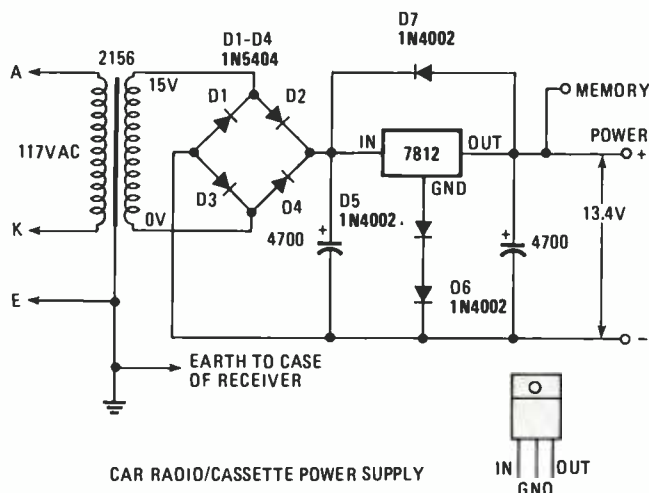 D1-D4
1N5404
D7
1N4002
2156
A
15V
D1
D2
MEMORY
117VAC
IN
7812
OUT
POWER
+
GND
D3
O4
D5
1N4002
13.4V
K
0V
+
4700
+
4700
O6
1N4002
E
-
EARTH TO CASE
OF RECEIVER
CAR RADIO/CASSETTE POWER SUPPLY
IN
OUT
GND